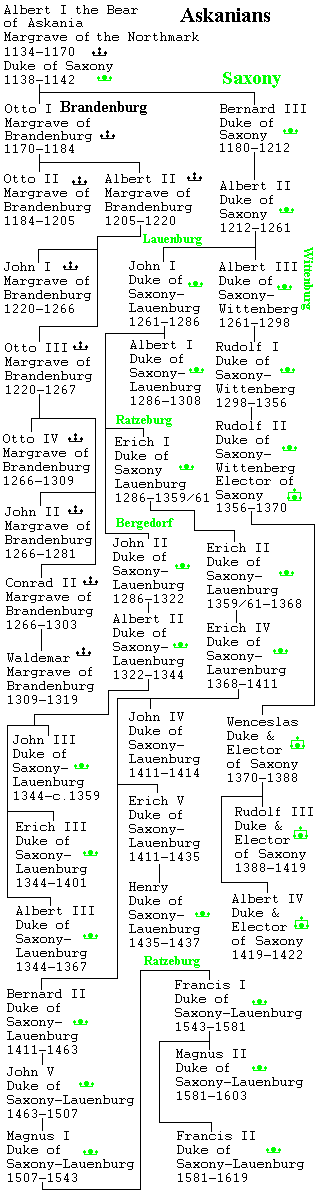 Albert I the Bear
of Askania
Margrave of the Northmark
1134-1170
Duke of Saxony
1138-1142
Askanians
Saxony
Otto I
Margrave of
Brandenburg
1170-1184
Brandenburg
Bernard III
Duke of
Saxony
1180-1212
Otto II
Margrave of
Brandenburg
1184-1205
Albert II
Margrave of
Brandenburg
1205-1220
Albert II
Duke of
Saxony
1212-1261
Lauenburg
Wittenburg
John I
Margrave of
Brandenburg
1220-1266
John I
Duke of
Saxony-
Lauenburg
1261-1286
Albert III
Duke of
Saxony-
Wittenberg
1261-1298
Otto III
Margrave of
Brandenburg
1220-1267
Albert I
Duke of
Saxony-
Lauenburg
1286-1308
Rudolf I
Duke of
Saxony-
Wittenberg
1298-1356
Ratzeburg
Otto IV
Margrave of
Brandenburg
1266-1309
Erich I
Duke of
Saxony
Lauenburg
1286-1359/61
Rudolf II
Duke of
Saxony-
Wittenberg
Elector of
Saxony
1356-1370
John II
Margrave of
Brandenburg
1266-1281
Bergedorf
John II
Duke of
Saxony-
Lauenburg
1286-1322
Erich II
Duke of
Saxony-
Lauenburg
1359/61-1368
Conrad II
Margrave of
Brandenburg
1266-1303
Albert II
Duke of
Saxony-
Lauenburg
1322-1344
Erich IV
Duke of
Saxony-
Laurenburg
1368-1411
Waldemar
Margrave of
Brandenburg
1309-1319
John IV
Duke of
Saxony-
Lauenburg
1411-1414
Wenceslas
Duke &
Elector
of Saxony
1370-1388
John III
Duke of
Saxony-
Lauenburg
1344-c.1359
Erich V
Duke of
Saxony-
Lauenburg
1411-1435
Rudolf III
Duke &
Elector
of Saxony
1388-1419
Erich III
Duke of
Saxony-
Lauenburg
1344-1401
Henry
Duke of
Saxony-
Lauenburg
1435-1437
Albert IV
Duke &
Elector
of Saxony
1419-1422
Albert III
Duke of
Saxony-
Lauenburg
1344-1367
Ratzeburg
Bernard II
Duke of
Saxony-
Lauenburg
1411-1463
Francis I
Duke of
Saxony-Lauenburg
1543-1581
John V
Duke of
Saxony-Lauenburg
1463-1507
Magnus II
Duke of
Saxony-Lauenburg
1581-1603
Magnus I
Duke of
Saxony-Lauenburg
1507-1543
Francis II
Duke of
Saxony-Lauenburg
1581-1619